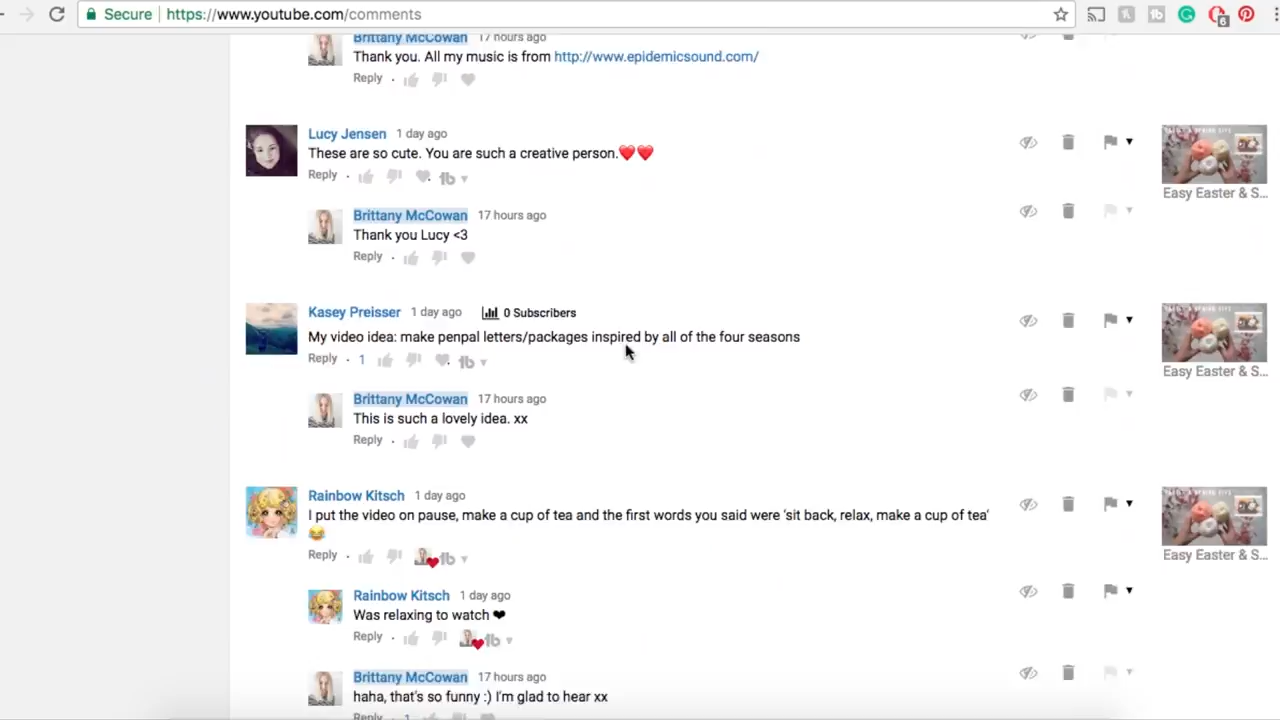 Secure https://www.youtube.com/comments
Brittany McCowan 17 hours ago
Thank you. All my music is from http://www.epidemicsound.com/
Reply
Lucy Jensen 1 day ago
These are so cute. You are such a creative person.❤️❤️
Reply
Easy Easter & S...
Brittany McCowan 17 hours ago
Thank you Lucy <3
Reply
Kasey Preisser 1 day ago 0 Subscribers
My video idea: make penpal letters/packages inspired by all of the four seasons
Reply · 1
Easy Easter & S...
Brittany McCowan 17 hours ago
This is such a lovely idea. xx
Reply
Rainbow Kitsch 1 day ago
I put the video on pause, make a cup of tea and the first words you said were 'sit back, relax, make a cup of tea'
😂
Reply
Easy Easter & S...
Rainbow Kitsch 1 day ago
Was relaxing to watch ❤
Reply
Brittany McCowan 17 hours ago
haha, that's so funny :) I'm glad to hear xx
Reply 1